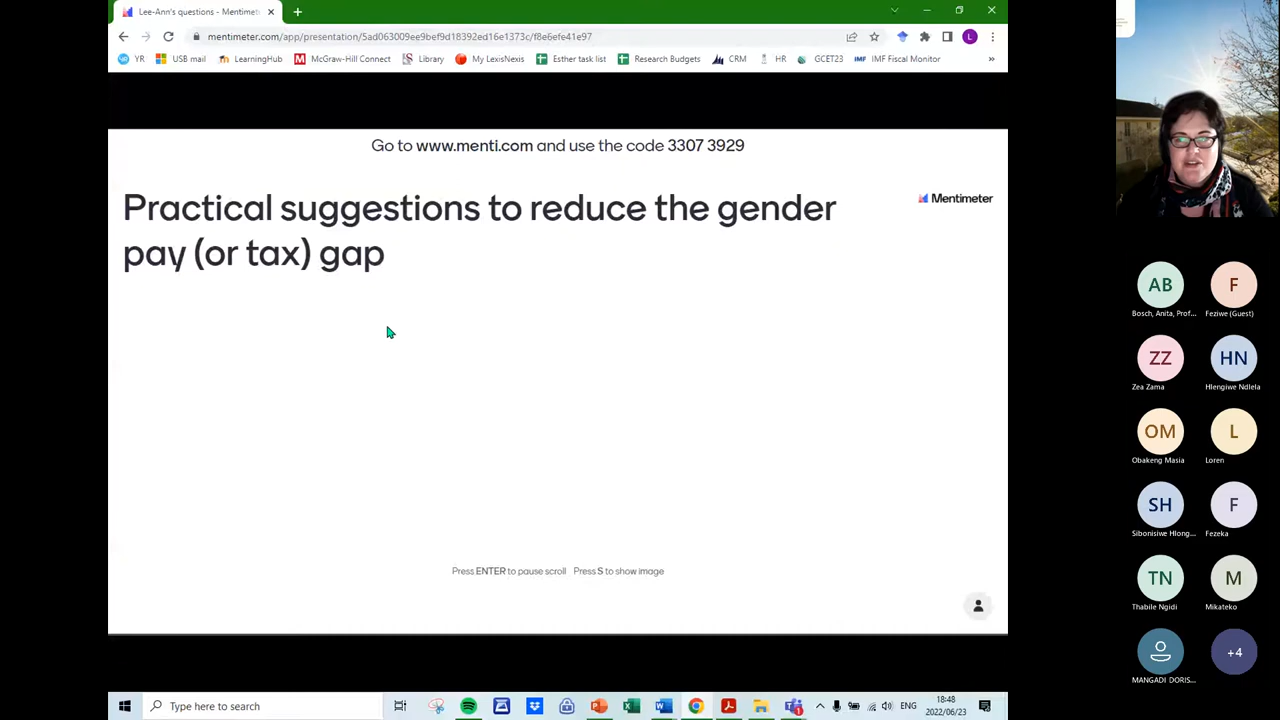 Lee-Ann's questions - Mentimete
mentimeter.com/app/presentation/5ad063009ee9bef9d18392ed16e1373c/f8e6efe41e97
L
YR
USB mail
LearningHub
McGraw-Hill Connect
Library
My LexisNexis
Esther task list
Research Budgets
CRM
HR
GCET23
IMF
IMF Fiscal Monitor
»
Go to www.menti.com and use the code 3307 3929
Practical suggestions to reduce the gender
pay (or tax) gap
Mentimeter
Press ENTER to pause scroll Press S to show image
AB
Bosch, Anita, Prof...
F
Feziwe (Guest)
ZZ
Zea Zama
HN
Hlengiwe Ndlela
OM
Obakeng Masia
L
Loren
SH
Sibonisiwe Hlong...
F
Fezeka
TN
Thabile Ngidi
M
Mikateko
MANGADI DORIS...
+4
Type here to search
ENG
18:48
2022/06/23